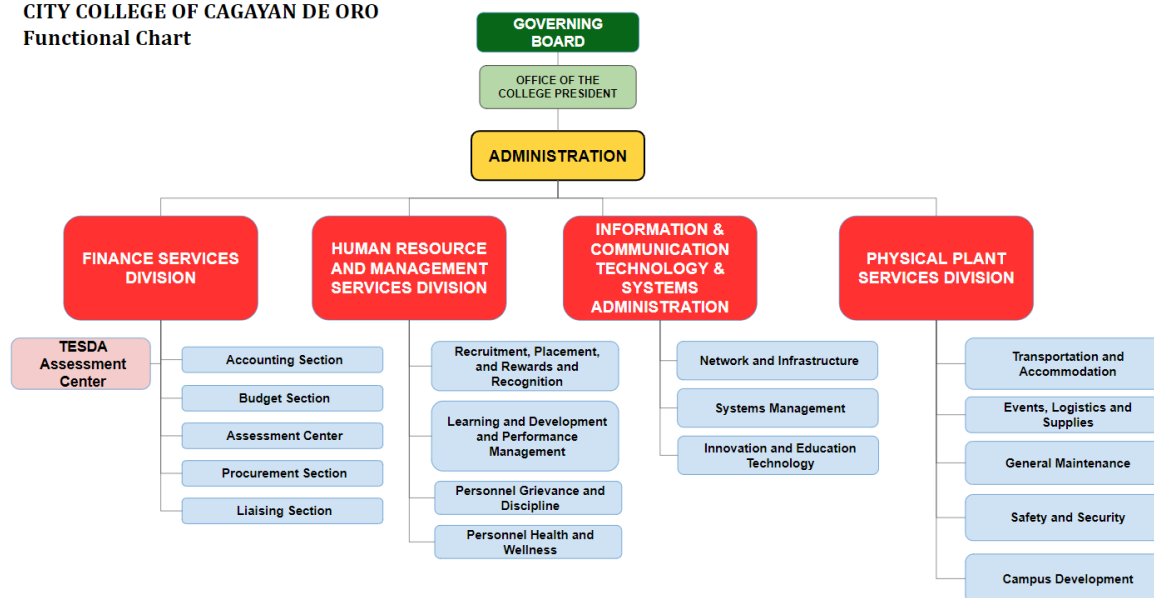 CITY COLLEGE OF CAGAYAN DE ORO
Functional Chart
GOVERNING
BOARD
OFFICE OF THE
COLLEGE PRESIDENT
ADMINISTRATION
FINANCE SERVICES
DIVISION
HUMAN RESOURCE
AND MANAGEMENT
SERVICES DIVISION
INFORMATION &
COMMUNICATION
TECHNOLOGY &
SYSTEMS
ADMINISTRATION
PHYSICAL PLANT
SERVICES DIVISION
TESDA
Assessment
Center
Accounting Section
Budget Section
Assessment Center
Procurement Section
Liaising Section
Recruitment, Placement,
and Rewards and
Recognition
Learning and Development
and Performance
Management
Personnel Grievance and
Discipline
Personnel Health and
Wellness
Network and Infrastructure
Systems Management
Innovation and Education
Technology
Transportation and
Accommodation
Events, Logistics and
Supplies
General Maintenance
Safety and Security
Campus Development